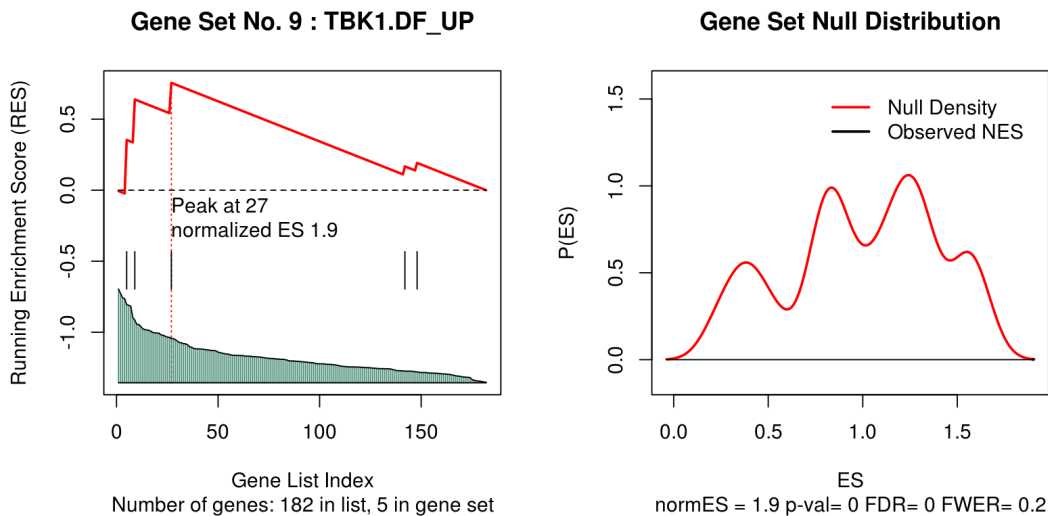 Gene Set No. 9 : TBK1.DF_UP
Running Enrichment Score (RES)
0.5
0.0
-0.5
-1.0
Peak at 27
normalized ES 1.9
0
50
100
150
Gene List Index
Number of genes: 182 in list, 5 in gene set
Gene Set Null Distribution
P(ES)
1.5
1.0
0.5
0.0
Null Density
Observed NES
0.0
0.5
1.0
1.5
ES
normES = 1.9 p-val= 0 FDR= 0 FWER= 0.2